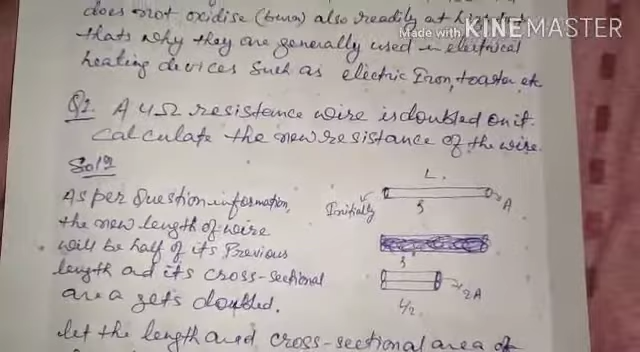 does not oxidise (burn) also readily at high
Made with KINEMASTER
thats why they are generally used in electrical
heating devices such as electric Iron, toaster etc
Q1 A 4Ω resistance wire is doubled on it.
calculate the new resistance of the wire.
Soln
As per Question information,
the new length of wire
will be half of its Previous
length ad its cross-sectional
area gets doubled.
L.
Initially
A
2A
L/2
let the length and cross-sectional area of